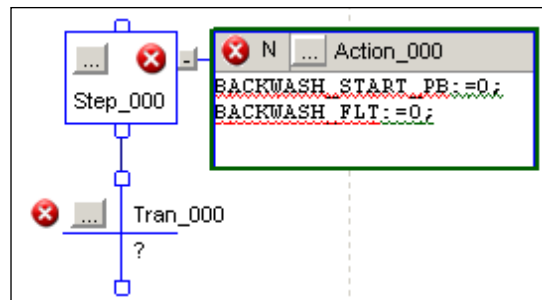 ... N ... Action_000
Step_000
BACKWASH_START_PB:=0;
BACKWASH_FLT:=0;
... Tran_000
?